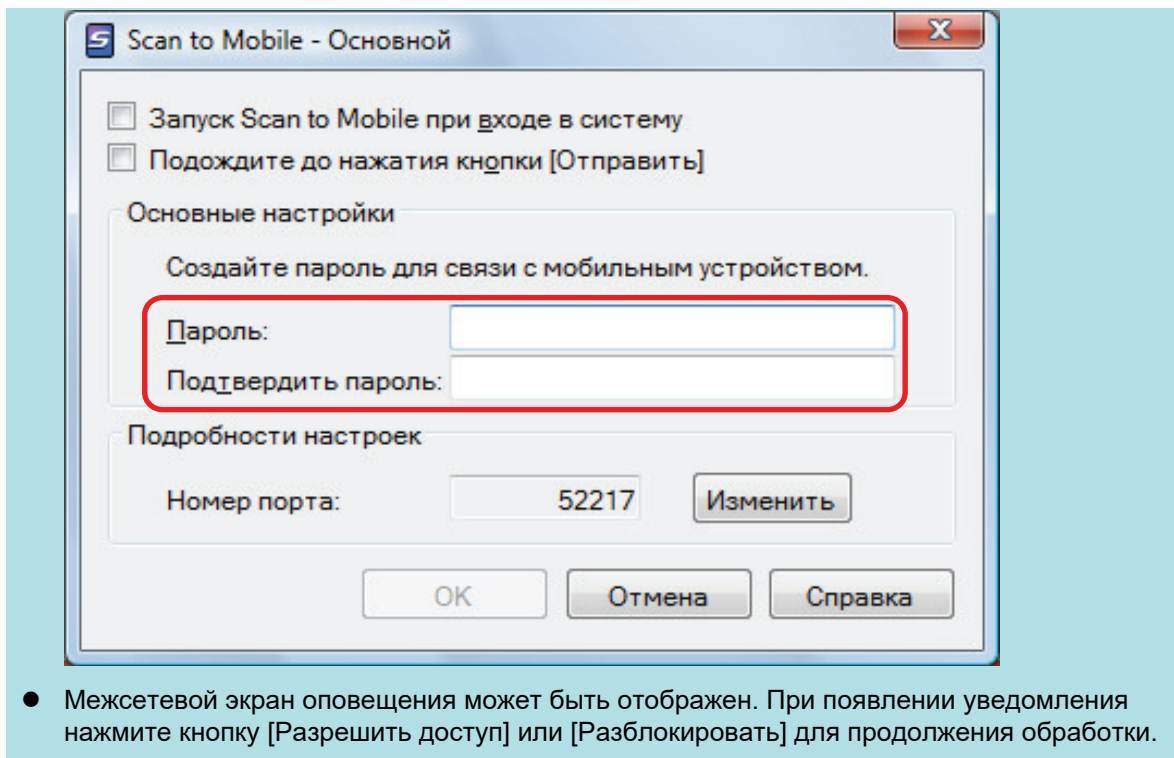 Scan to Mobile - Основной
Запуск Scan to Mobile при входе в систему
Подождите до нажатия кнопки [Отправить]
Основные настройки
Создайте пароль для связи с мобильным устройством.
Пароль:
Подтвердить пароль:
Подробности настроек
Номер порта: 52217 Изменить
OK Отмена Справка
● Межсетевой экран оповещения может быть отображен. При появлении уведомления
нажмите кнопку [Разрешить доступ] или [Разблокировать] для продолжения обработки.